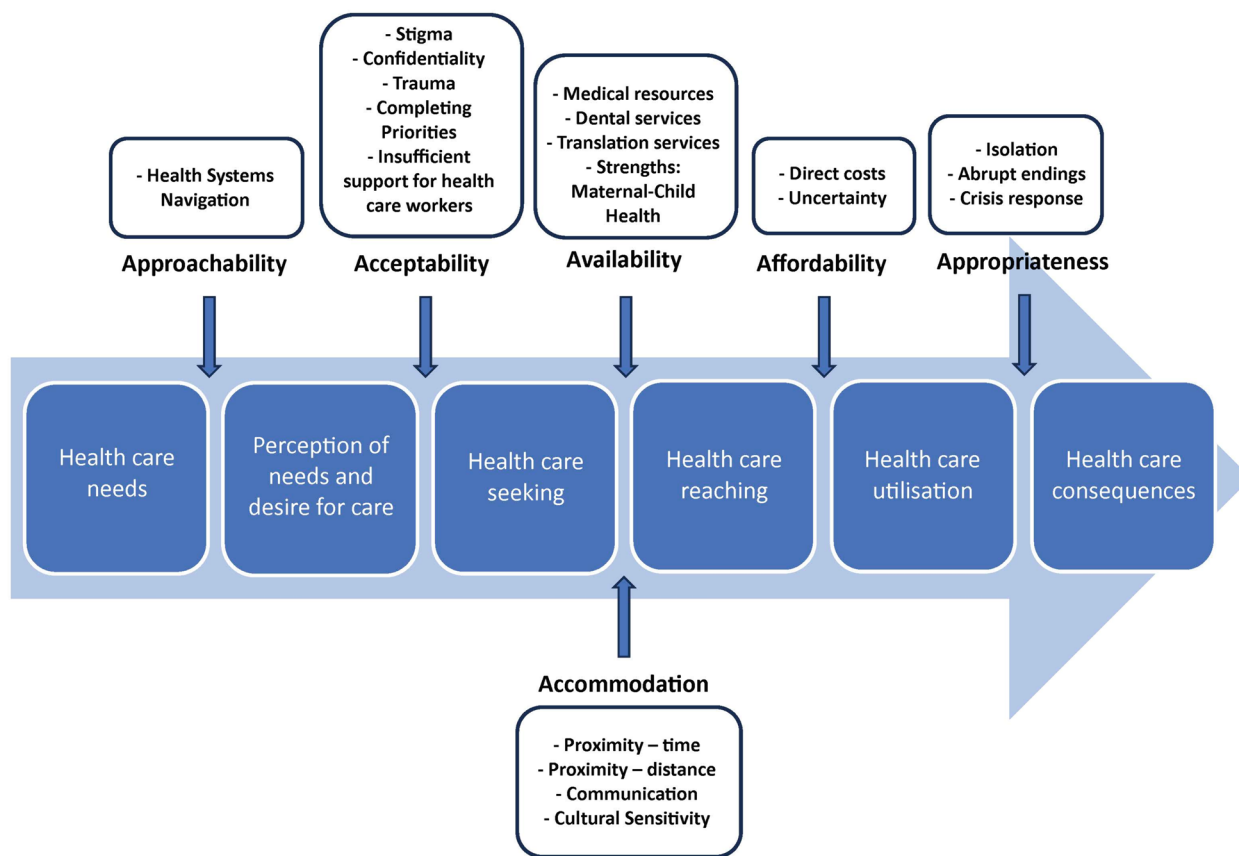 - Health Systems
Navigation
Approachability
- Stigma
- Confidentiality
- Trauma
- Completing
Priorities
- Insufficient
support for health
care workers
Acceptability
- Medical resources
- Dental services
- Translation services
- Strengths:
Maternal-Child
Health
Availability
- Direct costs
- Uncertainty
Affordability
- Isolation
- Abrupt endings
- Crisis response
Appropriateness
Health care
needs
Perception of
needs and
desire for care
Health care
seeking
Health care
reaching
Health care
utilisation
Health care
consequences
Accommodation
- Proximity – time
- Proximity – distance
- Communication
- Cultural Sensitivity